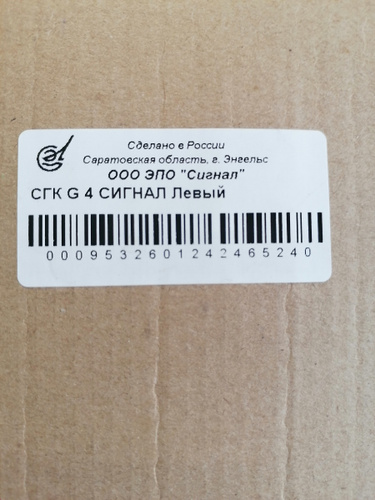 Сделано в России
Саратовская область, г. Энгельс
ООО ЭПО "Сигнал"
СГК G 4 СИГНАЛ Левый
0009532601242465240